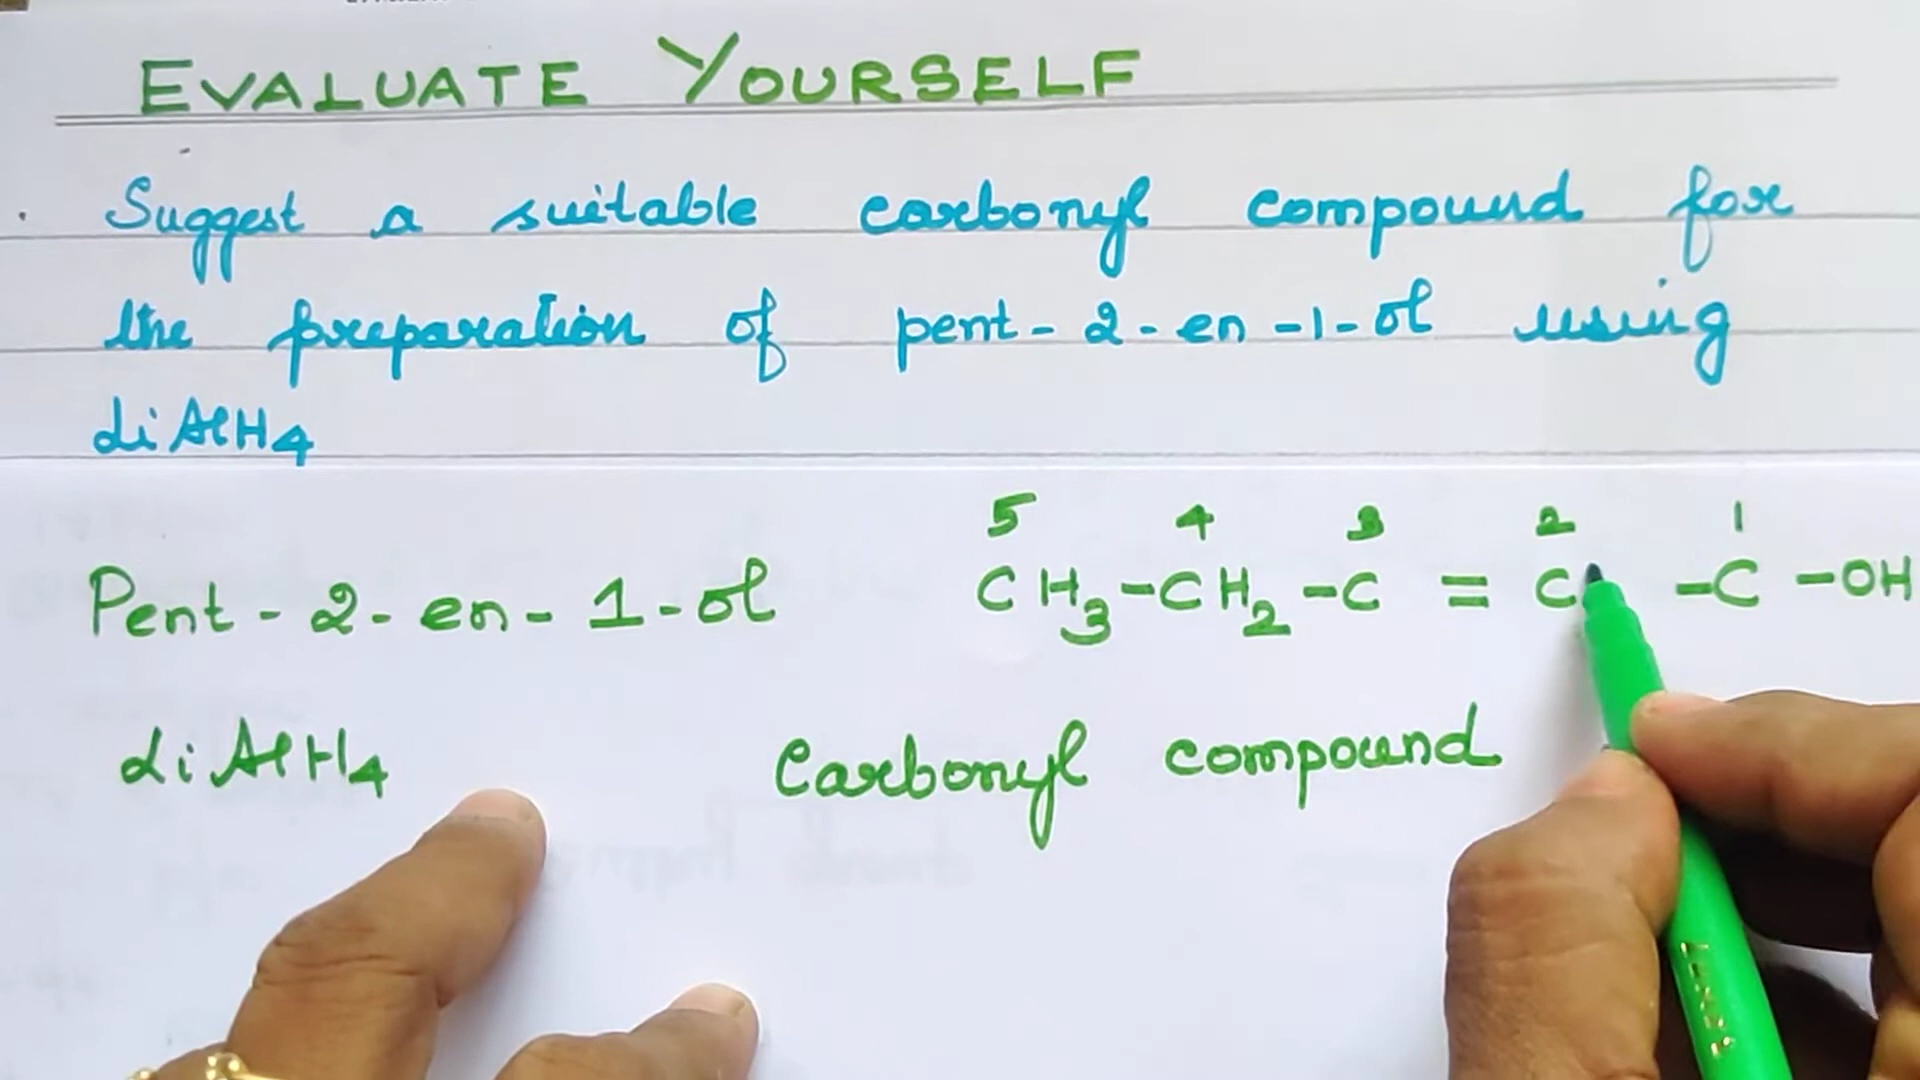 EVALUATE YOURSELF
Suggest a suitable carbonyl compound for
the preparation of pent-2-en-1-ol using
LiAlH4
5 4 3 2 1
Pent-2-en-1-ol CH3-CH2-C = C -C-OH
LiAlH4 Carbonyl compound